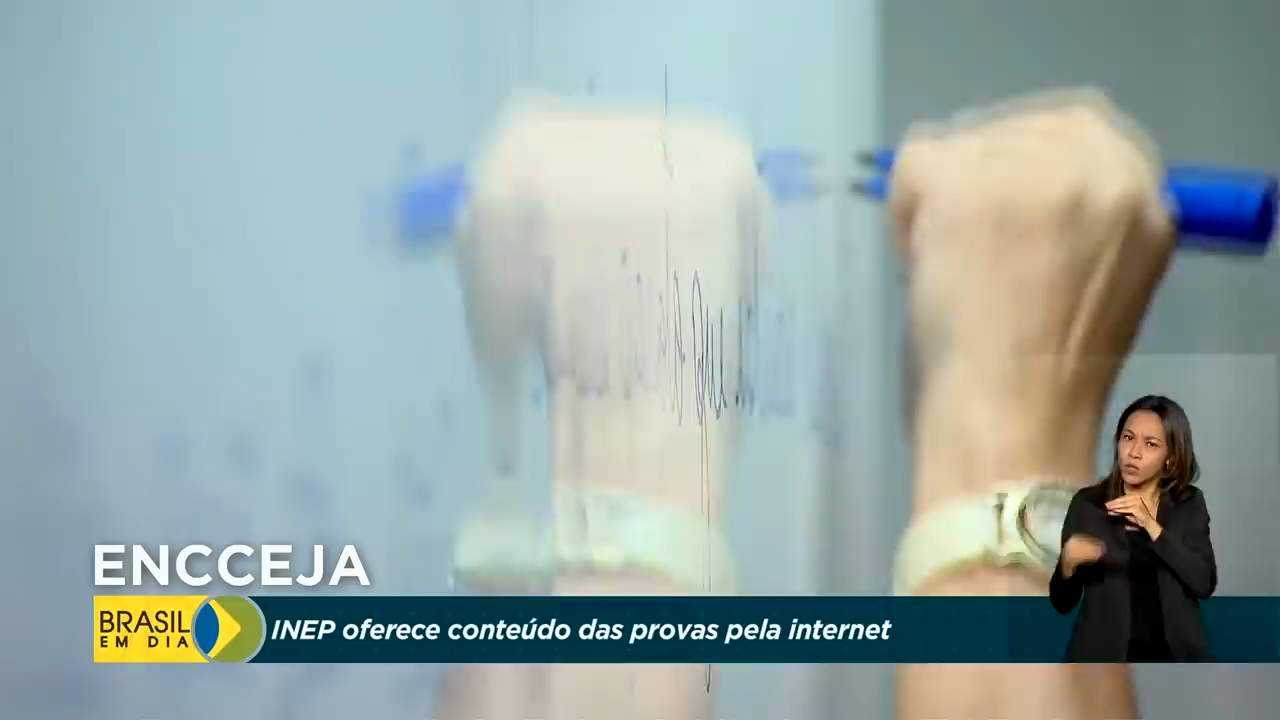 ENCCEJA
BRASIL
EM DIA
INEP oferece conteúdo das provas pela internet